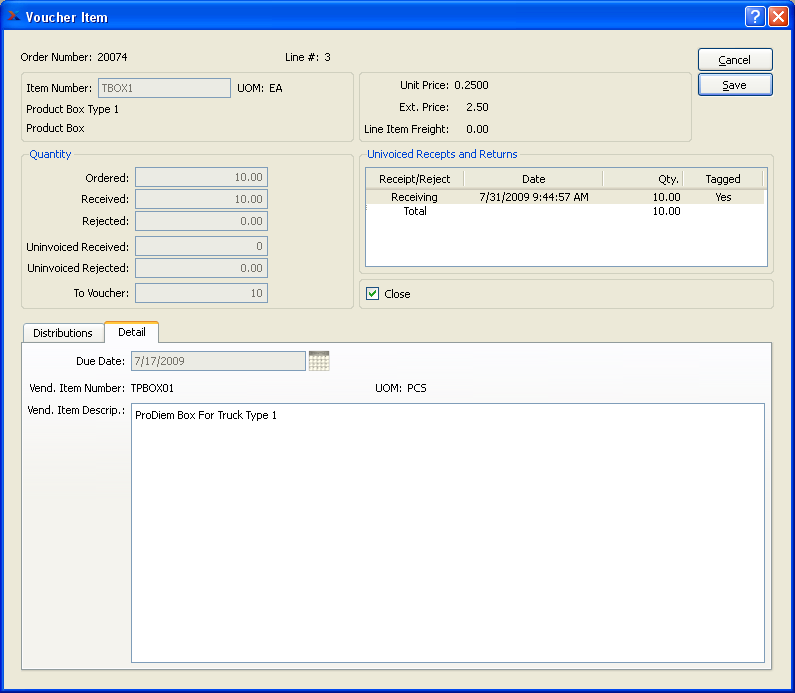 Voucher Item
Order Number: 20074 Line #: 3
Cancel
Save
Item Number: TBOX1 UOM: EA
Product Box Type 1
Product Box
Unit Price: 0.2500
Ext. Price: 2.50
Line Item Freight: 0.00
Quantity
Ordered: 10.00
Received: 10.00
Rejected: 0.00
Uninvoiced Received: 0
Uninvoiced Rejected: 0.00
To Voucher: 10
Univoiced Recepts and Returns
Receipt/Reject Date Qty. Tagged
Receiving 7/31/2009 9:44:57 AM 10.00 Yes
Total 10.00
Close
Distributions Detail
Due Date: 7/17/2009
Vend. Item Number: TPBOX01 UOM: PCS
Vend. Item Descrip.: ProDiem Box For Truck Type 1